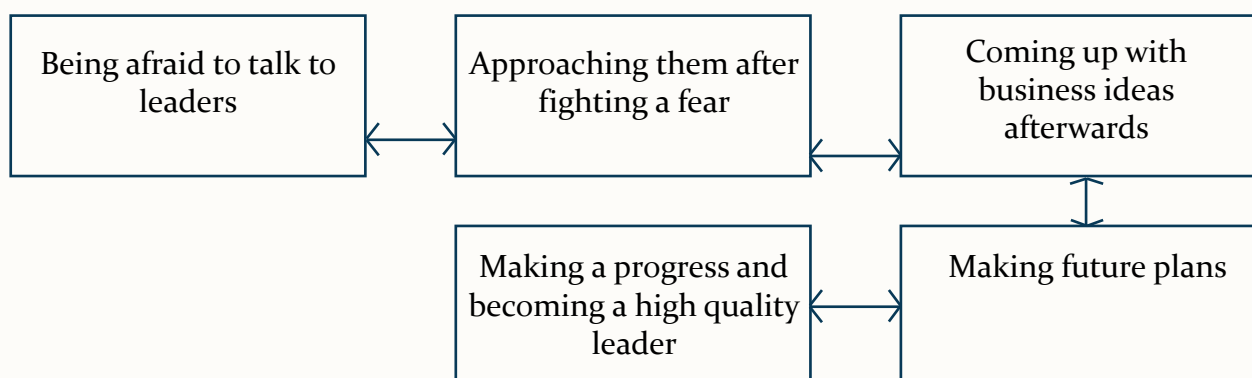 Being afraid to talk to
leaders
Approaching them after
fighting a fear
Coming up with
business ideas
afterwards
Making future plans
Making a progress and
becoming a high quality
leader